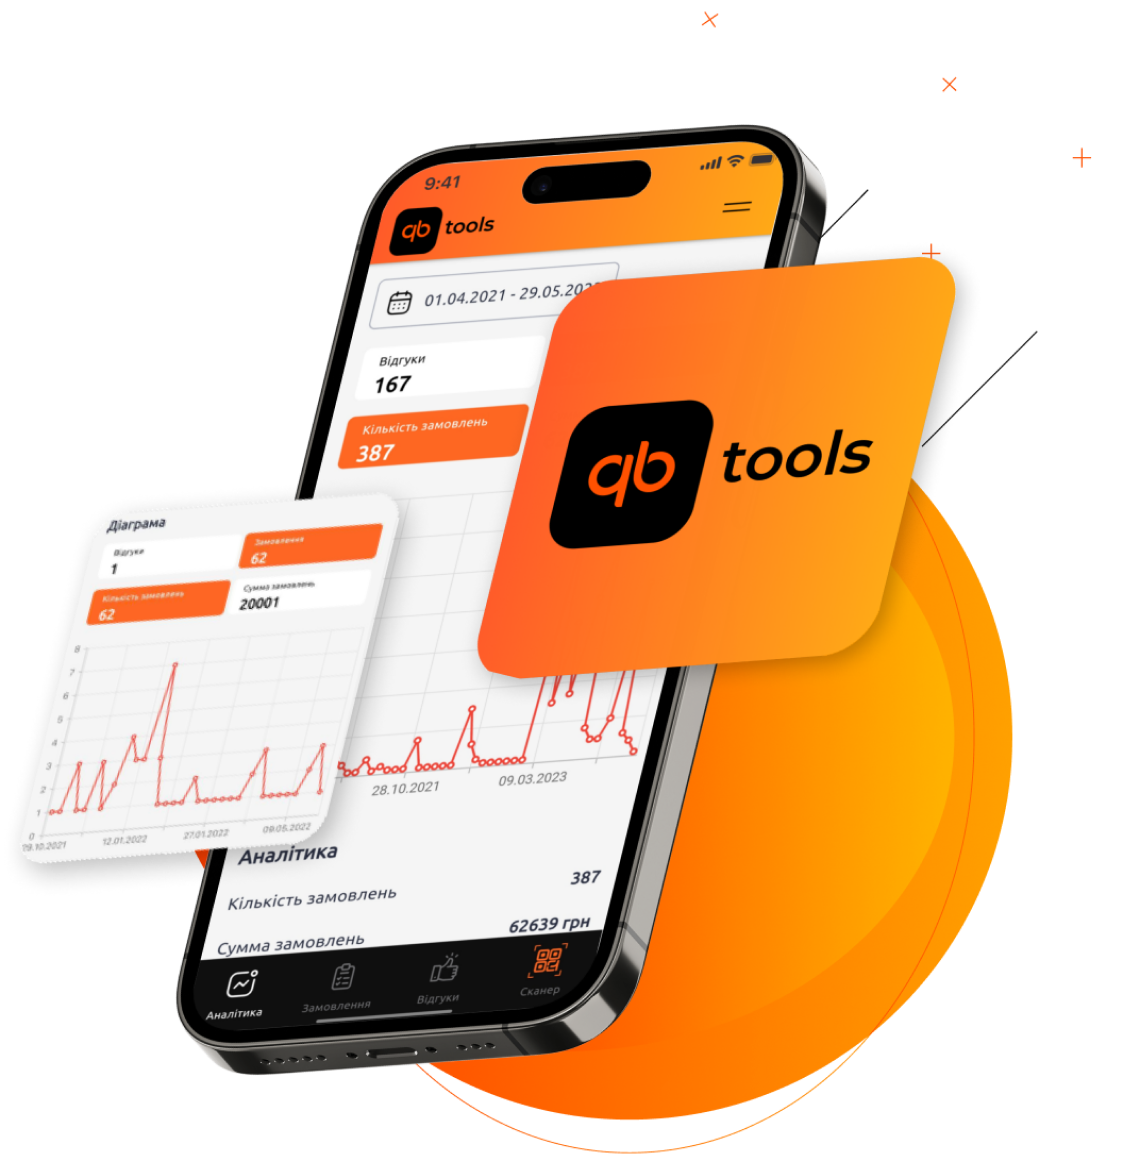 9:41
qb tools
01.04.2021 - 29.05.202
Відгуки
167
Кількість замовлень
387
qb tools
Діаграма
Відгуки
1
Замовлення
62
Кількість замовлень
62
Сумма замовлень
20001
8
7
6
5
4
3
2
1
0
29.10.2021 12.01.2022 27.01.2022 09.05.2022
28.10.2021 09.03.2023
Аналітика
Кількість замовлень 387
Сумма замовлень 62639 грн
Аналітика Замовлення Відгуки Сканер